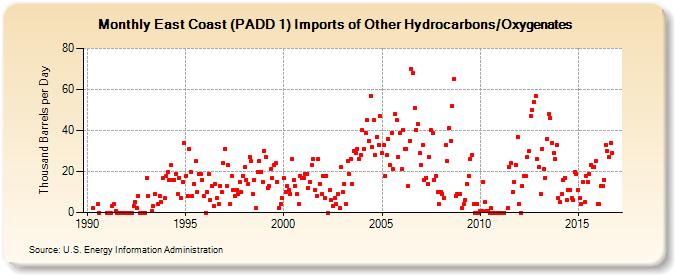 Monthly East Coast (PADD 1) Imports of Other Hydrocarbons/Oxygenates
Thousand Barrels per Day
80
60
40
20
0
1990 1995 2000 2005 2010 2015
Source: U.S. Energy Information Administration